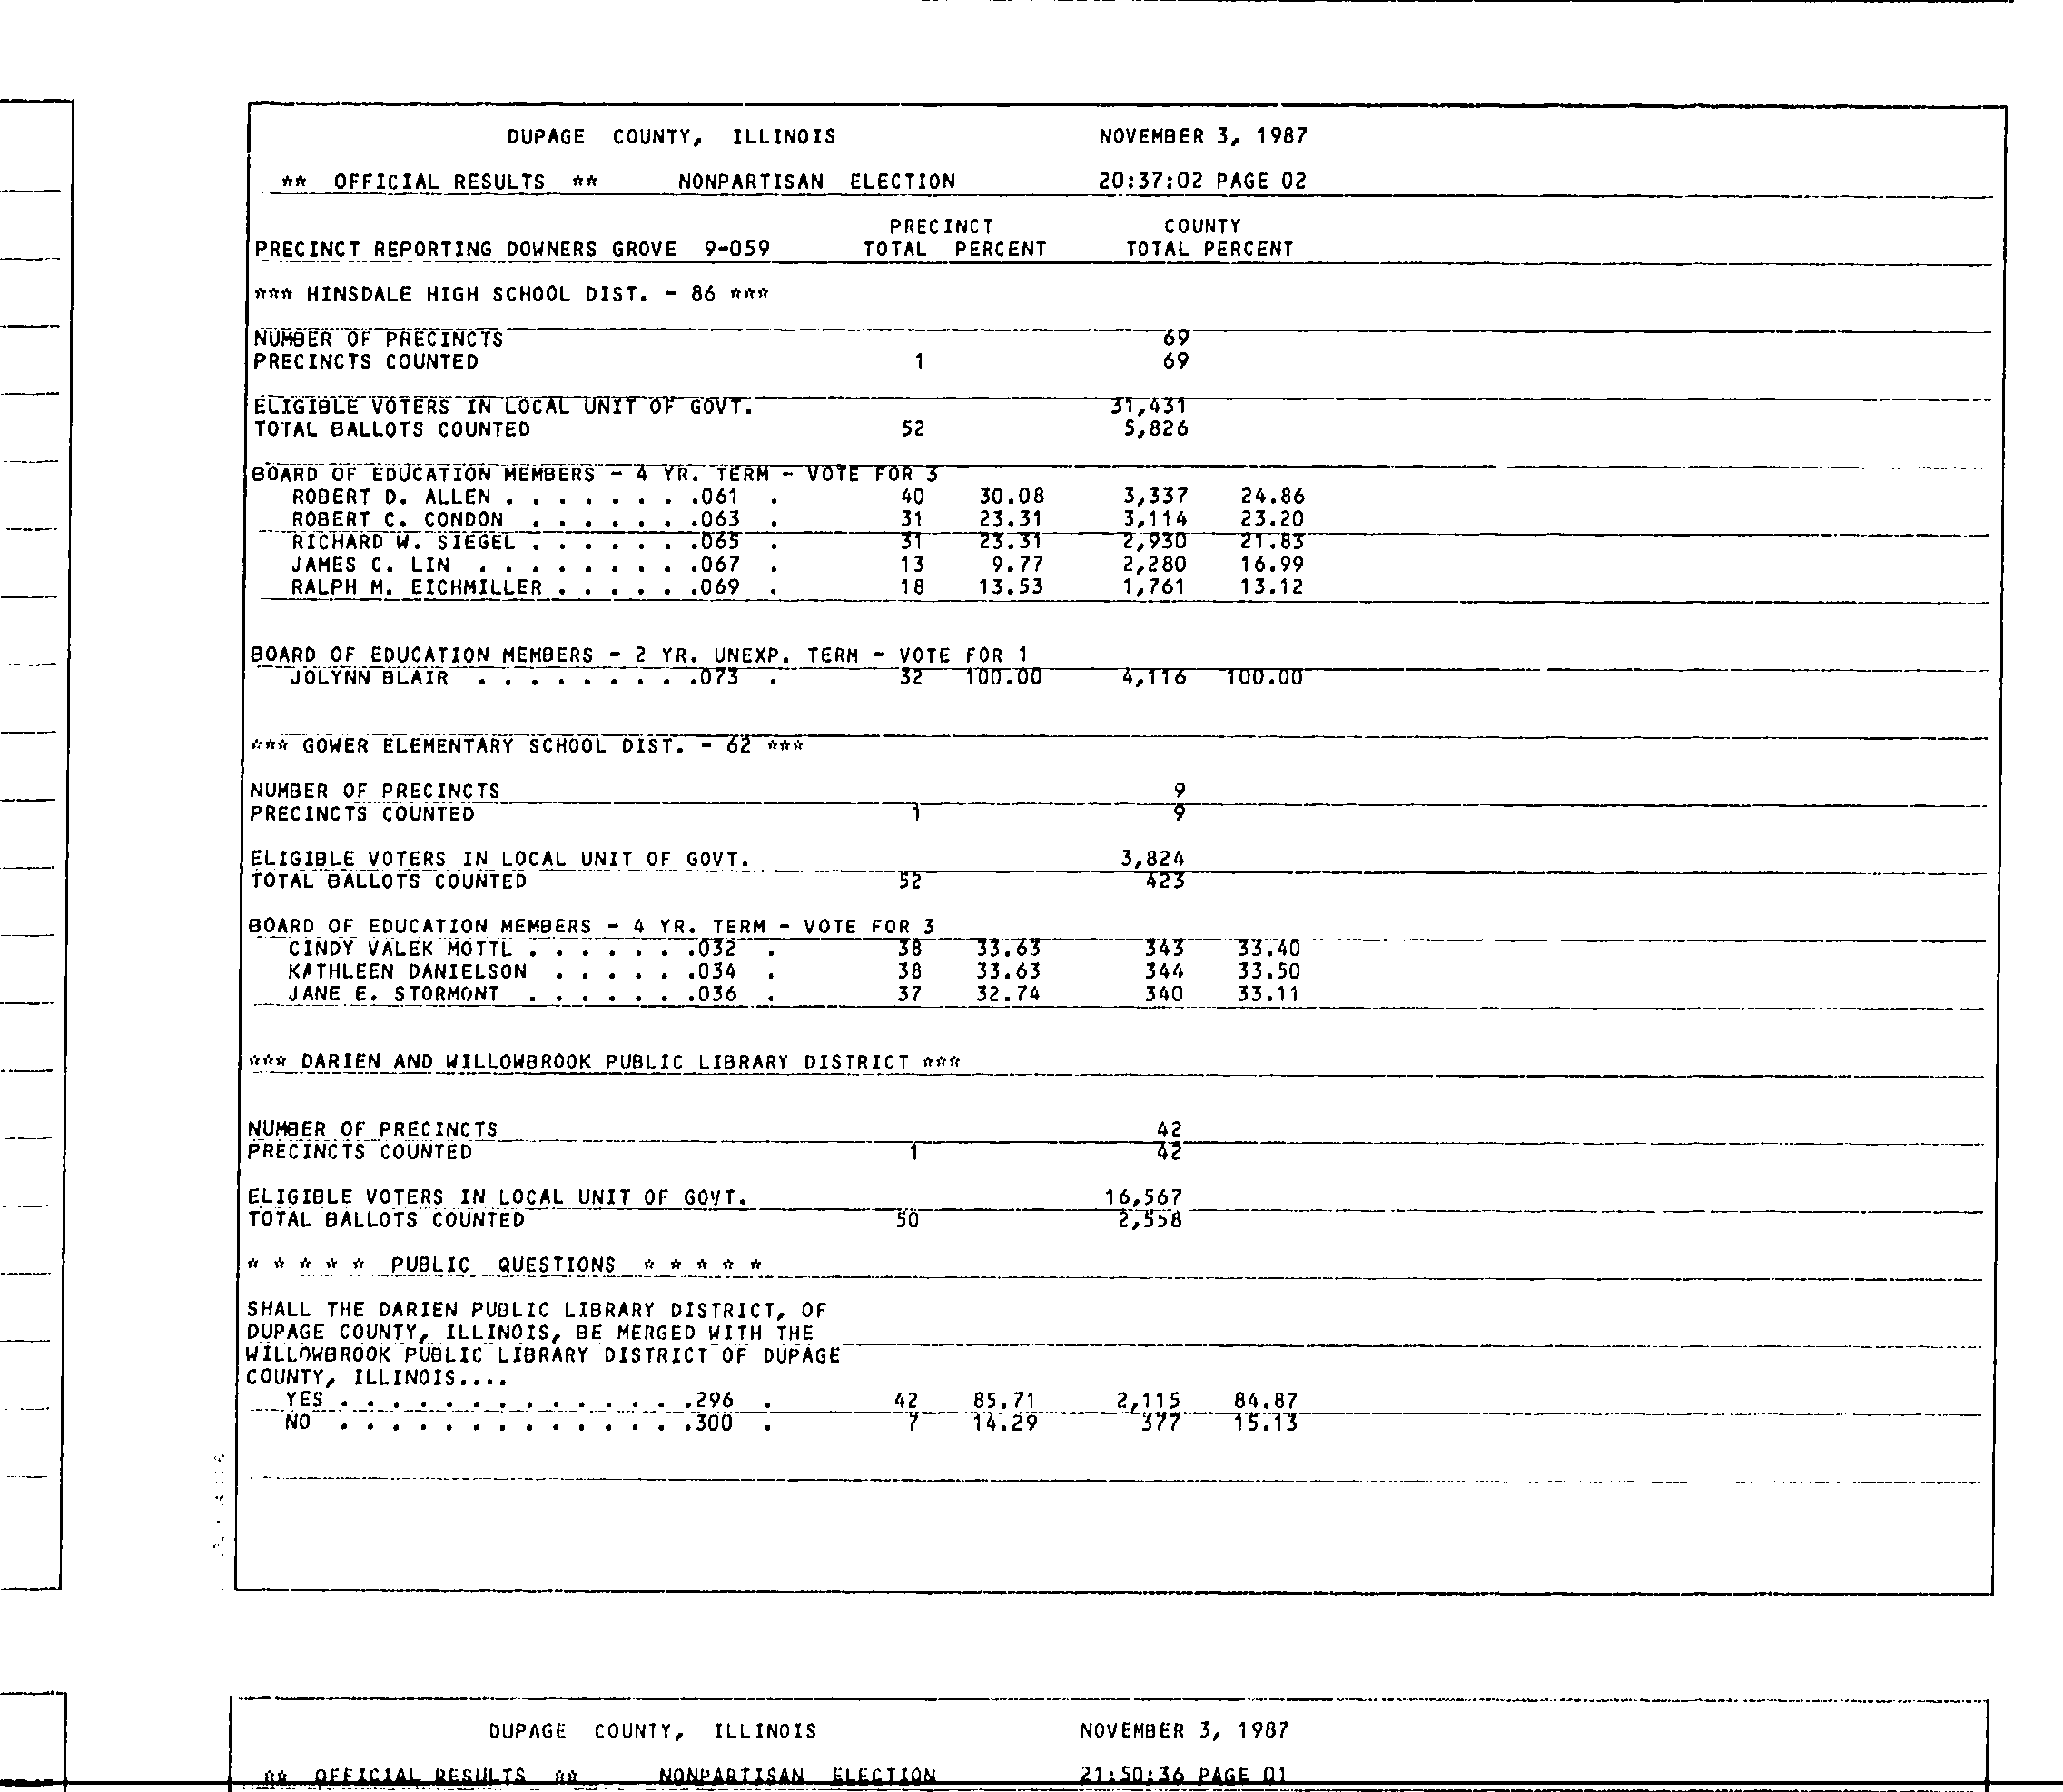 DUPAGE COUNTY, ILLINOIS NOVEMBER 3, 1987
** OFFICIAL RESULTS ** NONPARTISAN ELECTION 20:37:02 PAGE 02
PRECINCT COUNTY
PRECINCT REPORTING DOWNERS GROVE 9-059 TOTAL PERCENT TOTAL PERCENT
*** HINSDALE HIGH SCHOOL DIST. - 86 ***
NUMBER OF PRECINCTS 69
PRECINCTS COUNTED 1 69
ELIGIBLE VOTERS IN LOCAL UNIT OF GOVT. 31,431
TOTAL BALLOTS COUNTED 52 5,826
BOARD OF EDUCATION MEMBERS - 4 YR. TERM - VOTE FOR 3
ROBERT D. ALLEN . . . . . . . .061 . 40 30.08 3,337 24.86
ROBERT C. CONDON . . . . . . .063 . 31 23.31 3,114 23.20
RICHARD W. SIEGEL . . . . . . .065 . 31 23.31 2,930 21.83
JAMES C. LIN . . . . . . . . .067 . 13 9.77 2,280 16.99
RALPH M. EICHMILLER . . . . . .069 . 18 13.53 1,761 13.12
BOARD OF EDUCATION MEMBERS - 2 YR. UNEXP. TERM - VOTE FOR 1
JOLYNN BLAIR . . . . . . . . .073 . 32 100.00 4,116 100.00
*** GOWER ELEMENTARY SCHOOL DIST. - 62 ***
NUMBER OF PRECINCTS 9
PRECINCTS COUNTED 1 9
ELIGIBLE VOTERS IN LOCAL UNIT OF GOVT. 3,824
TOTAL BALLOTS COUNTED 52 423
BOARD OF EDUCATION MEMBERS - 4 YR. TERM - VOTE FOR 3
CINDY VALEK MOTTL . . . . . . .032 . 38 33.63 343 33.40
KATHLEEN DANIELSON . . . . . .034 . 38 33.63 344 33.50
JANE E. STORMONT . . . . . . .036 . 37 32.74 340 33.11
*** DARIEN AND WILLOWBROOK PUBLIC LIBRARY DISTRICT ***
NUMBER OF PRECINCTS 42
PRECINCTS COUNTED 1 42
ELIGIBLE VOTERS IN LOCAL UNIT OF GOVT. 16,567
TOTAL BALLOTS COUNTED 50 2,558
* * * * * PUBLIC QUESTIONS * * * * *
SHALL THE DARIEN PUBLIC LIBRARY DISTRICT, OF
DUPAGE COUNTY, ILLINOIS, BE MERGED WITH THE
WILLOWBROOK PUBLIC LIBRARY DISTRICT OF DUPAGE
COUNTY, ILLINOIS....
YES . . . . . . . . . . . . . .296 . 42 85.71 2,115 84.87
NO . . . . . . . . . . . . . .300 . 7 14.29 377 15.13
DUPAGE COUNTY, ILLINOIS NOVEMBER 3, 1987
** OFFICIAL RESULTS ** NONPARTISAN ELECTION 21:50:36 PAGE 01